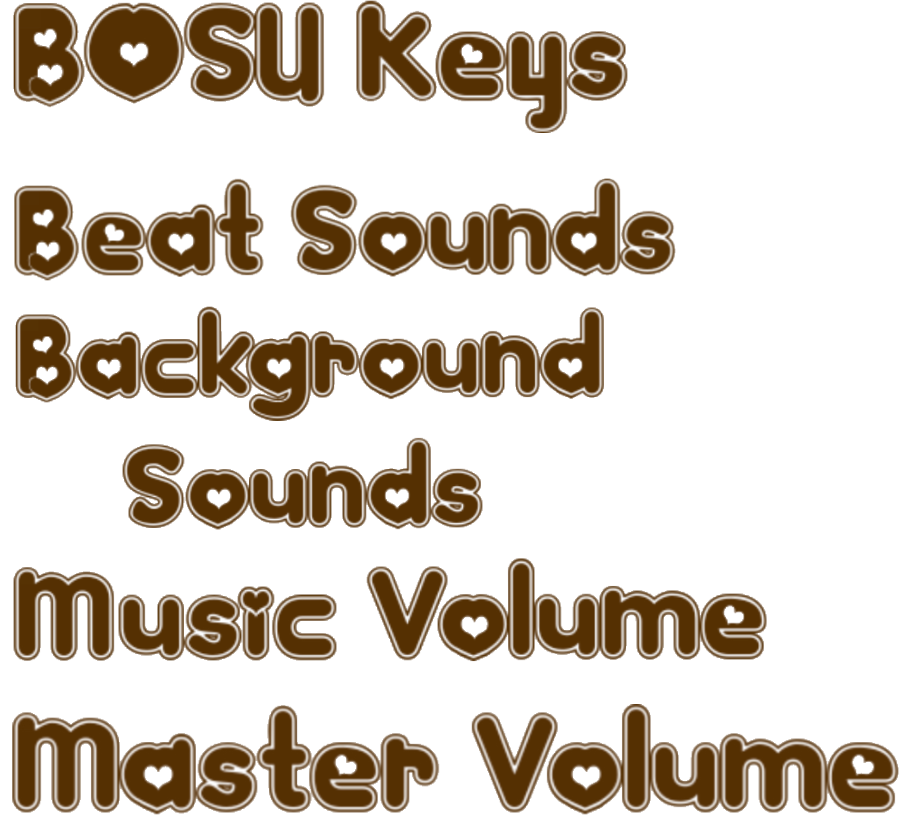 BOSU Keys
Beat Sounds
Background
Sounds
Music Volume
Master Volume